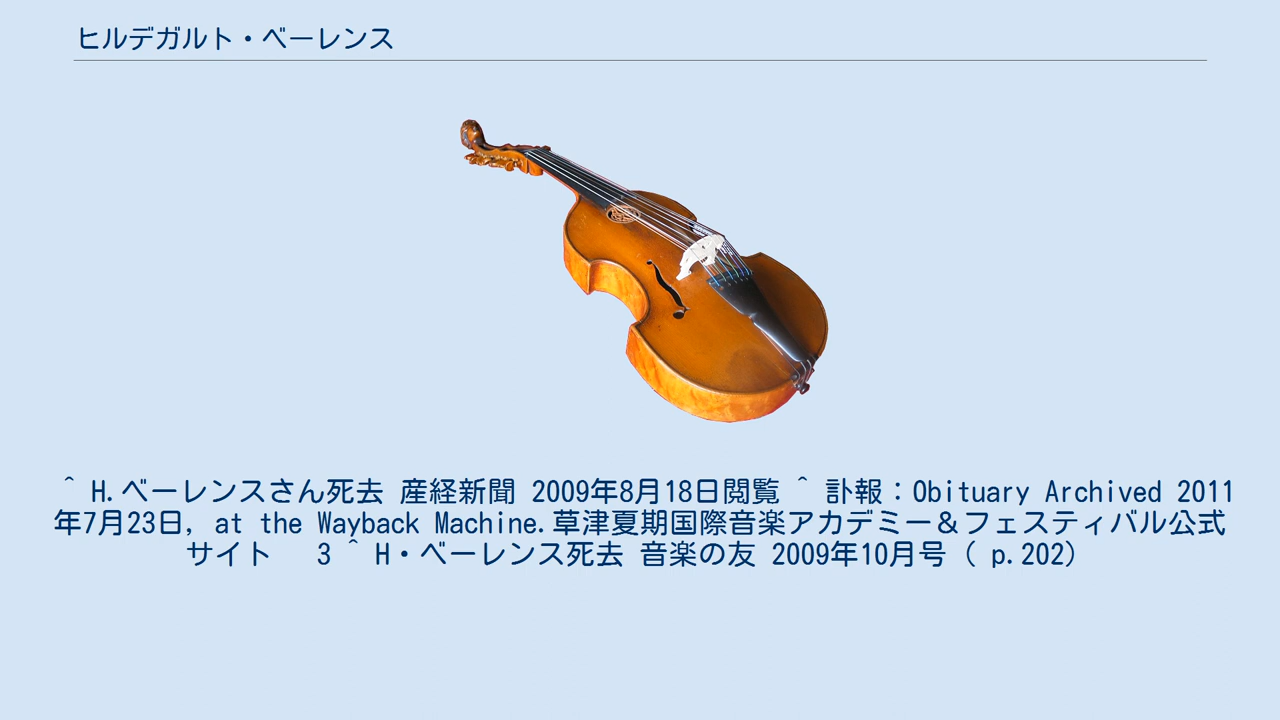 ヒルデガルト・ベーレンス
^ H.ベーレンスさん死去 産経新聞 2009年8月18日閲覧 ^ 訃報：Obituary Archived 2011
年7月23日, at the Wayback Machine.草津夏期国際音楽アカデミー＆フェスティバル公式
サイト　 3 ^ H・ベーレンス死去 音楽の友 2009年10月号（ p.202）